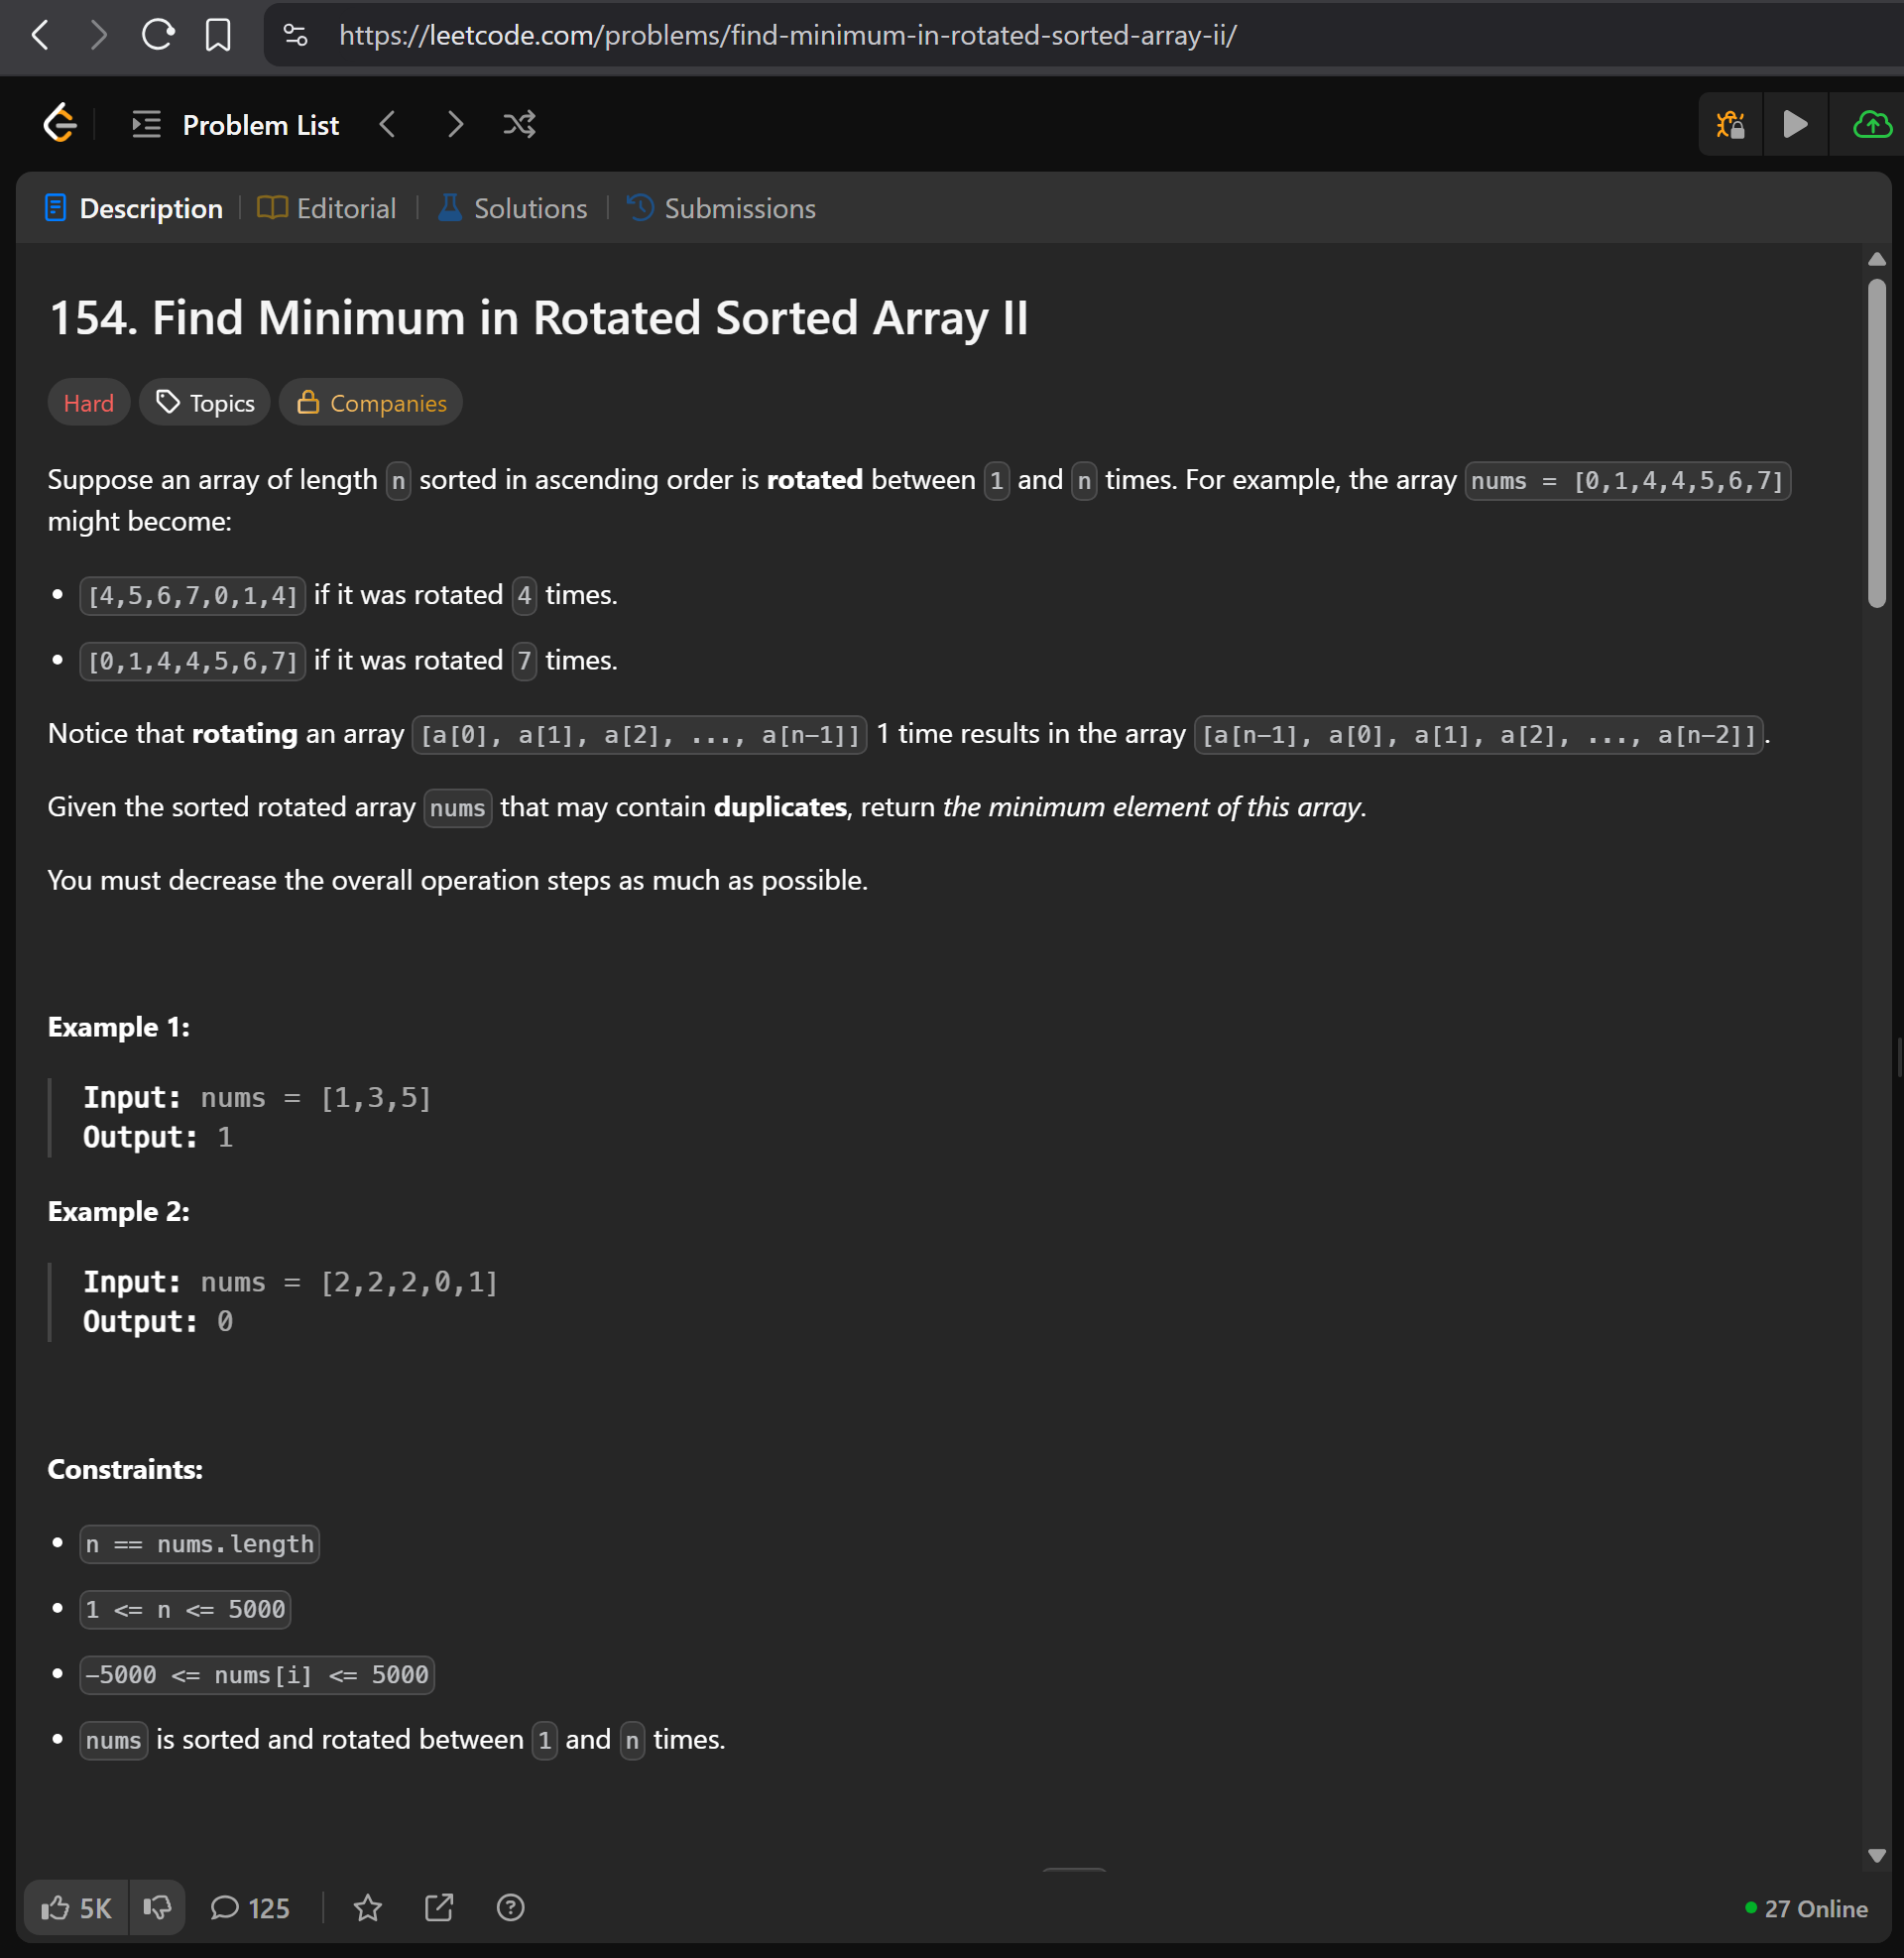 https://leetcode.com/problems/find-minimum-in-rotated-sorted-array-ii/
Problem List
Description
Editorial
Solutions
Submissions
154. Find Minimum in Rotated Sorted Array II
Hard
Topics
Companies
Suppose an array of length n sorted in ascending order is rotated between 1 and n times. For example, the array nums = [0,1,4,4,5,6,7]
might become:
• [4,5,6,7,0,1,4] if it was rotated 4 times.
• [0,1,4,4,5,6,7] if it was rotated 7 times.
Notice that rotating an array [a[0], a[1], a[2], ..., a[n-1]] 1 time results in the array [a[n-1], a[0], a[1], a[2], ..., a[n-2]].
Given the sorted rotated array nums that may contain duplicates, return the minimum element of this array.
You must decrease the overall operation steps as much as possible.
Example 1:
Input: nums = [1,3,5]
Output: 1
Example 2:
Input: nums = [2,2,2,0,1]
Output: 0
Constraints:
• n == nums.length
• 1 <= n <= 5000
• -5000 <= nums[i] <= 5000
• nums is sorted and rotated between 1 and n times.
5K
125
27 Online